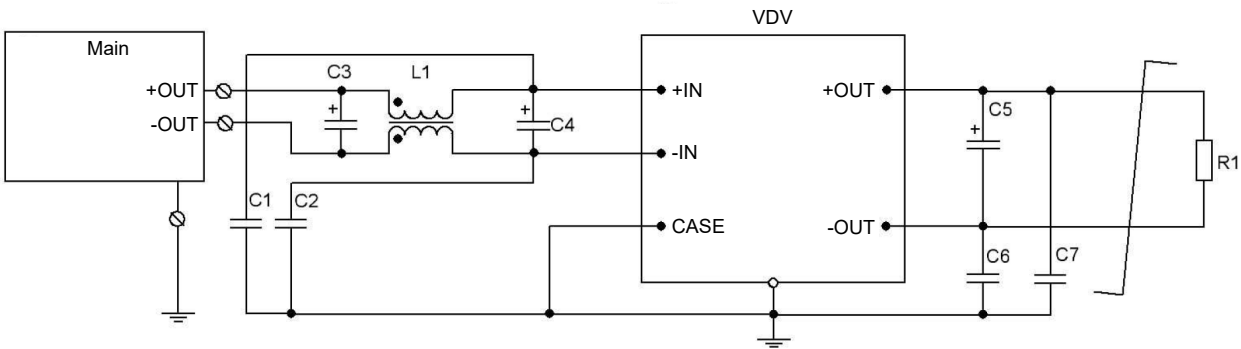 VDV
Main
C3
L1
+OUT
+
+IN
+OUT
C5
-OUT
+
C4
+
-IN
R1
C1
C2
CASE
-OUT
C6
C7